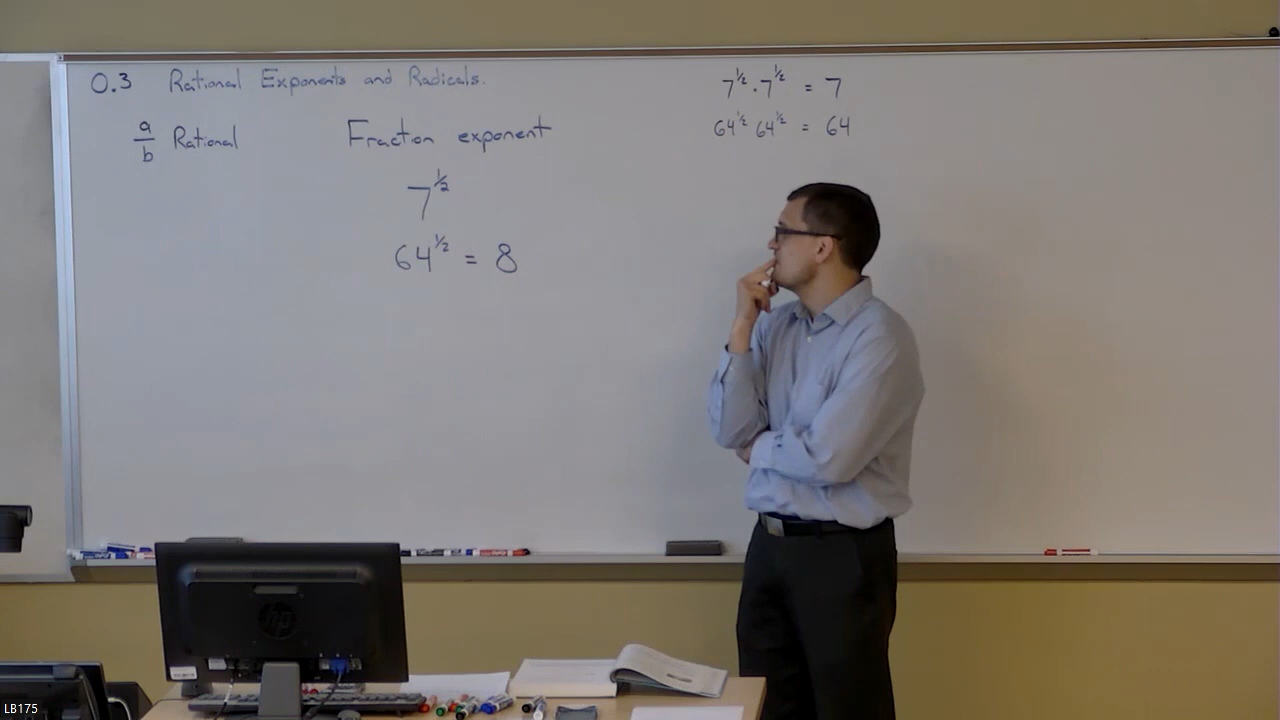 0.3 Rational Exponents and Radicals.
a/b Rational
Fraction exponent
7^1/2
64^1/2 = 8
7^1/2 · 7^1/2 = 7
64^1/2 64^1/2 = 64
hp
LB175